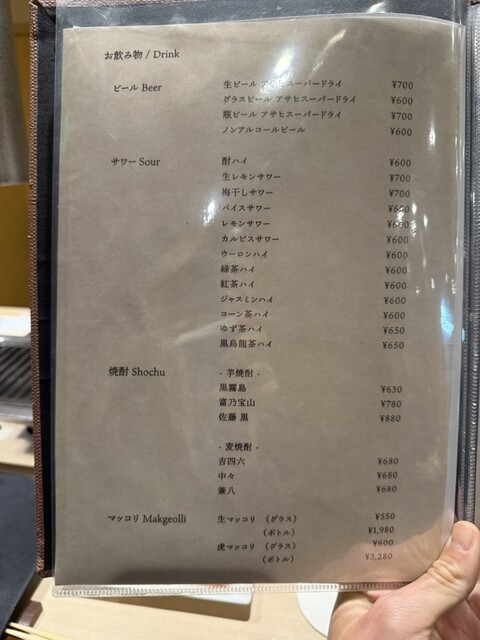 お飲み物 / Drink
ビール Beer 生ビール アサヒスーパードライ ¥700
グラスビール アサヒスーパードライ ¥600
瓶ビール アサヒスーパードライ ¥700
ノンアルコールビール ¥600
サワー Sour 酎ハイ ¥600
生レモンサワー ¥700
梅干しサワー ¥700
バイスサワー
レモンサワー ¥600
カルピスサワー ¥600
ウーロンハイ ¥600
緑茶ハイ ¥600
紅茶ハイ ¥600
ジャスミンハイ ¥600
コーン茶ハイ ¥600
ゆず茶ハイ ¥650
黒烏龍茶ハイ ¥650
焼酎 Shochu - 芋焼酎 -
黒霧島 ¥630
富乃宝山 ¥780
佐藤 黒 ¥880
- 麦焼酎 -
吉四六 ¥680
中々 ¥680
兼八 ¥680
マッコリ Makgeolli 生マッコリ （グラス） ¥550
（ボトル） ¥1,980
虎マッコリ （グラス） ¥600
（ボトル） ¥3,280